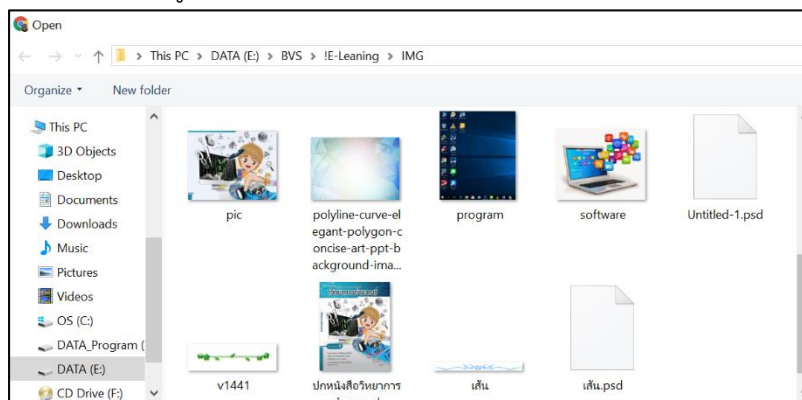 Open
This PC > DATA (E:) > BVS > !E-Leaning > IMG
Organize
New folder
This PC
3D Objects
Desktop
Documents
Downloads
Music
Pictures
Videos
OS (C:)
DATA_Program (
DATA (E:)
CD Drive (F:)
pic
polyline-curve-el
egant-polygon-c
oncise-art-ppt-b
ackground-ima...
program
software
Untitled-1.psd
v1441
ปกหนังสือวิทยาการ
เส้น
เส้น.psd